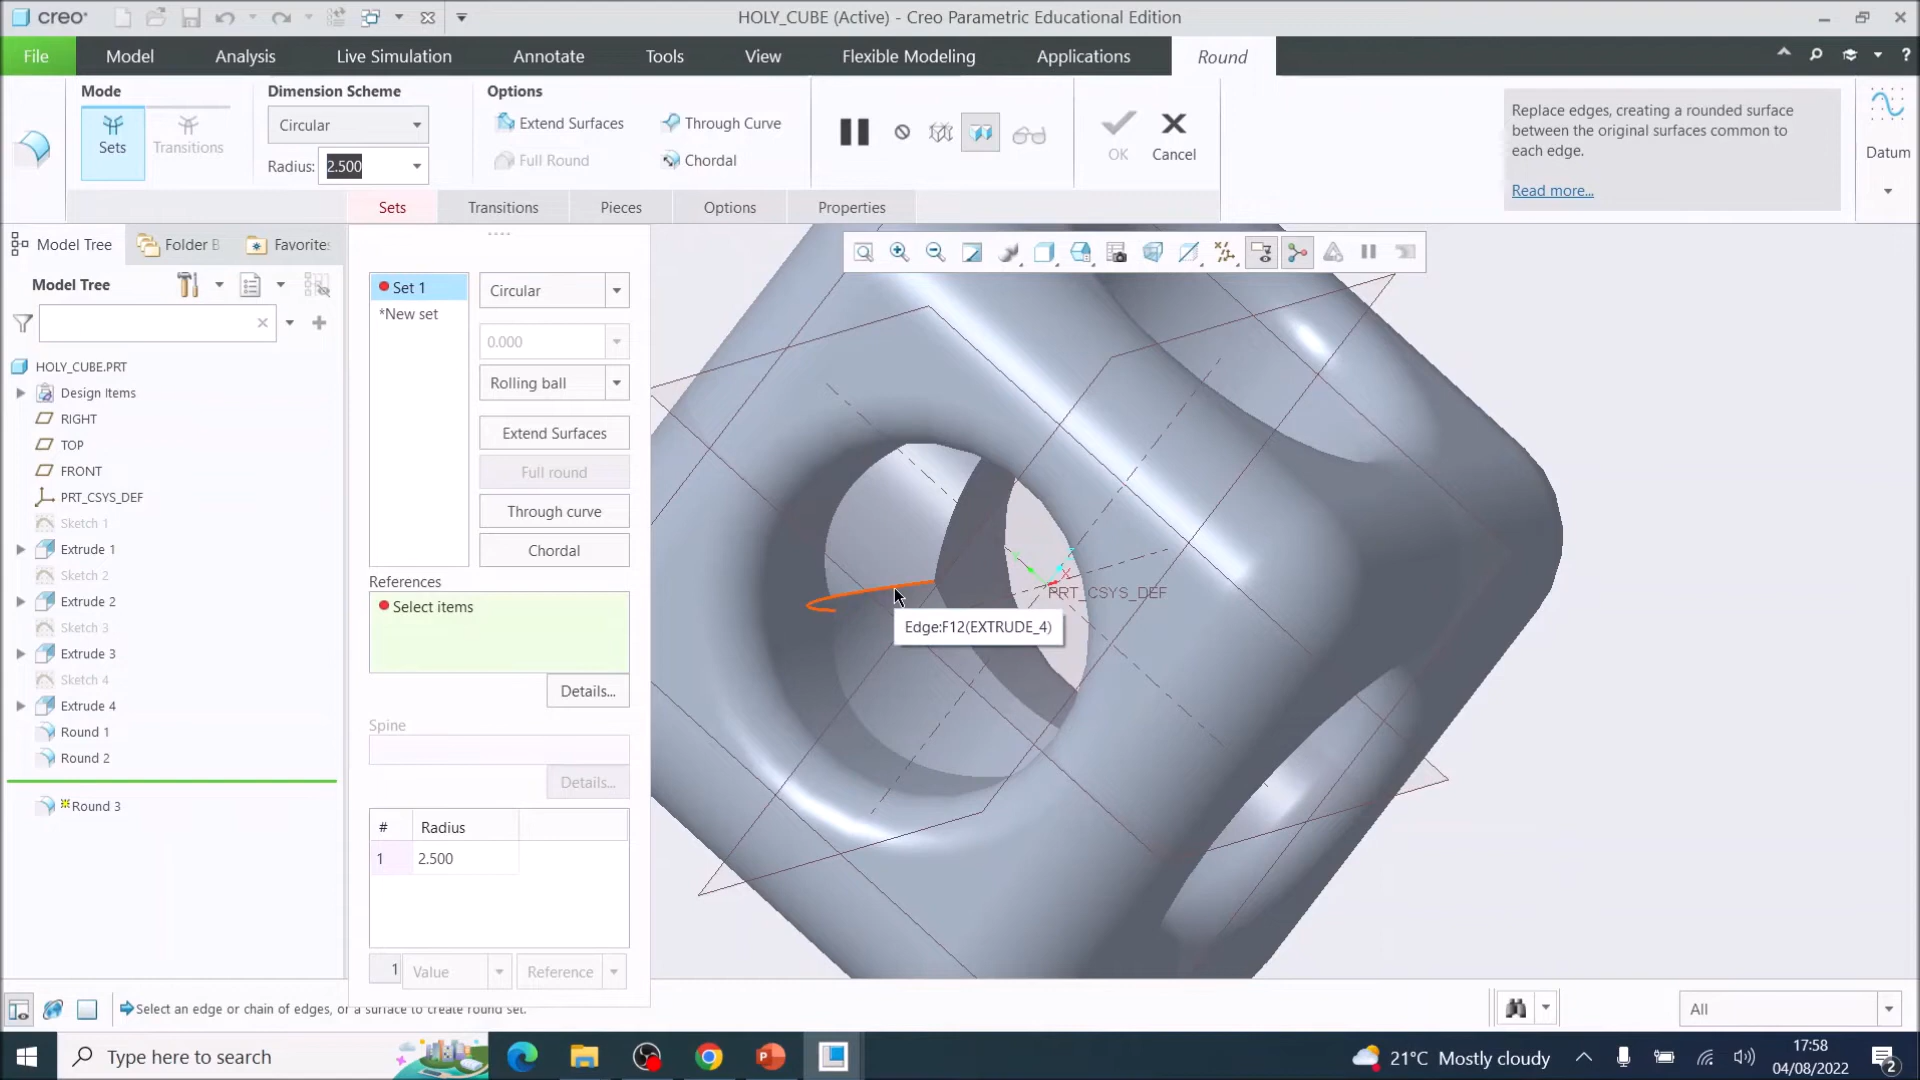 creo
HOLY_CUBE (Active) - Creo Parametric Educational Edition
File
Model
Analysis
Live Simulation
Annotate
Tools
View
Flexible Modeling
Applications
Round
Mode
Sets
Transitions
Dimension Scheme
Circular
Radius:
2.500
Options
Extend Surfaces
Through Curve
Full Round
Chordal
OK
Cancel
Replace edges, creating a rounded surface
between the original surfaces common to
each edge.
Read more...
Datum
Sets
Transitions
Pieces
Options
Properties
Model Tree
Folder B
Favorite
Model Tree
HOLY_CUBE.PRT
Design Items
RIGHT
TOP
FRONT
PRT_CSYS_DEF
Sketch 1
Extrude 1
Sketch 2
Extrude 2
Sketch 3
Extrude 3
Sketch 4
Extrude 4
Round 1
Round 2
Round 3
Set 1
*New set
Circular
0.000
Rolling ball
Extend Surfaces
Full round
Through curve
Chordal
References
Select items
Details...
Spine
Details...
# Radius
1 2.500
1
Value
Reference
X
PRT_CSYS_DEF
Edge:F12(EXTRUDE_4)
Select an edge or chain of edges, or a surface to create round set.
All
Type here to search
21°C Mostly cloudy
17:58
04/08/2022
2